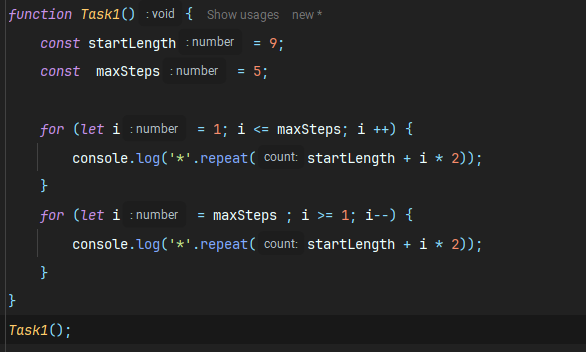 function Task1() : void { Show usages new *
    const startLength : number = 9;
    const  maxSteps : number = 5;

    for (let i : number = 1; i <= maxSteps; i ++) {
        console.log('*'.repeat( count: startLength + i * 2));
    }
    for (let i : number = maxSteps ; i >= 1; i--) {
        console.log('*'.repeat( count: startLength + i * 2));
    }
}
Task1();